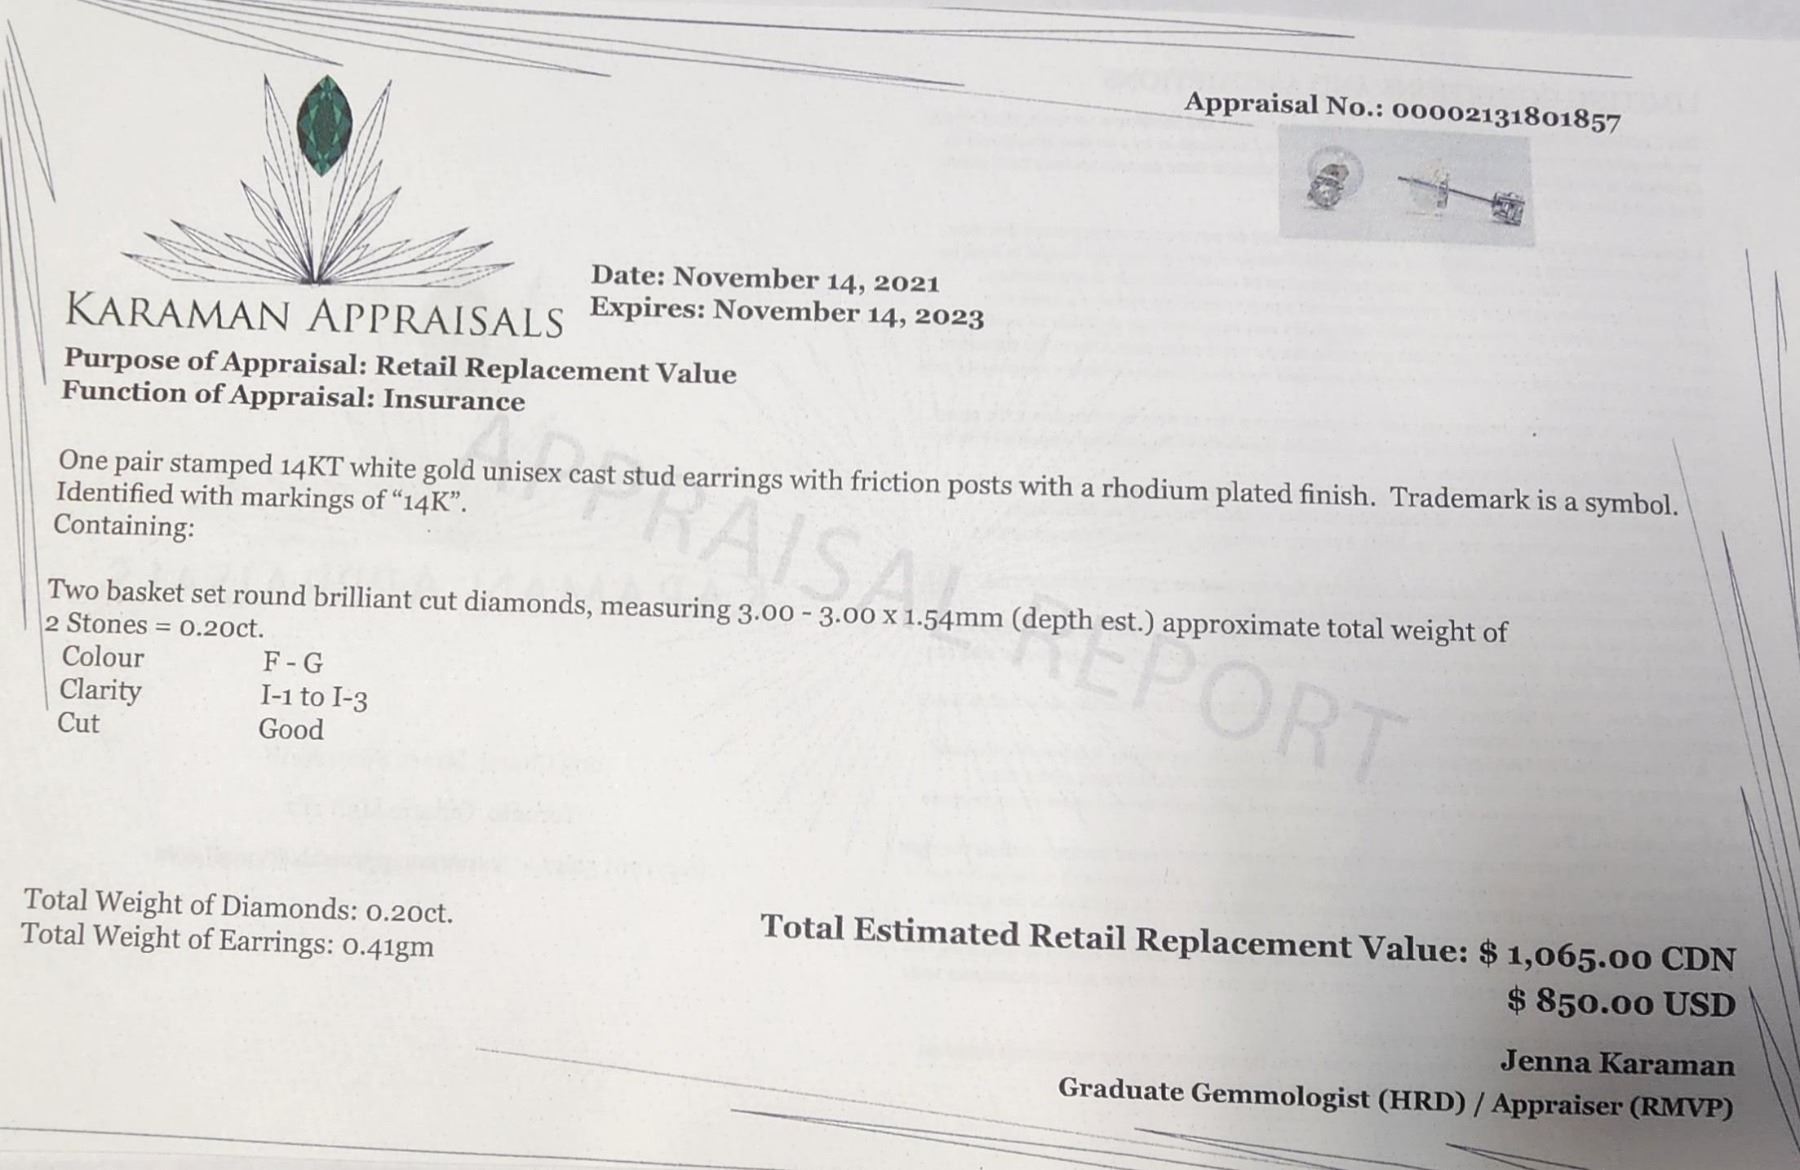 Appraisal No.: 00002131801857
KARAMAN APPRAISALS
Date: November 14, 2021
Expires: November 14, 2023
Purpose of Appraisal: Retail Replacement Value
Function of Appraisal: Insurance
One pair stamped 14KT white gold unisex cast stud earrings with friction posts with a rhodium plated finish. Trademark is a symbol.
Identified with markings of “14K”.
Containing:
APPRAISAL REPORT
Two basket set round brilliant cut diamonds, measuring 3.00 - 3.00 x 1.54mm (depth est.) approximate total weight of
2 Stones = 0.20ct.
Colour F - G
Clarity I-1 to I-3
Cut Good
Total Weight of Diamonds: 0.20ct.
Total Weight of Earrings: 0.41gm
Total Estimated Retail Replacement Value: $ 1,065.00 CDN
$ 850.00 USD
Jenna Karaman
Graduate Gemmologist (HRD) / Appraiser (RMVP)